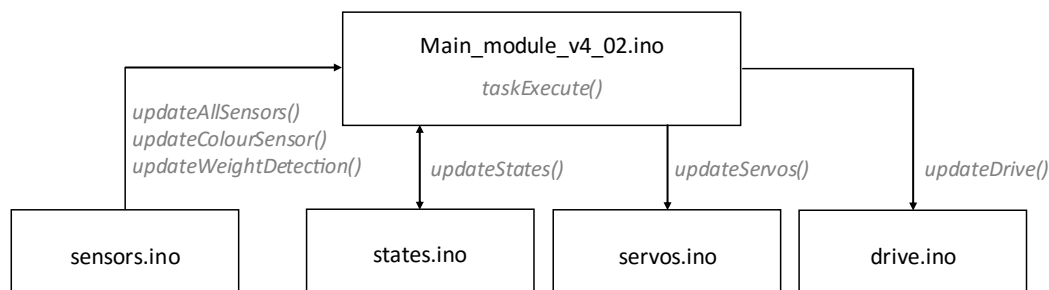 Main_module_v4_02.ino
taskExecute()
updateAllSensors()
updateColourSensor()
updateWeightDetection()
updateStates()
updateServos()
updateDrive()
sensors.ino
states.ino
servos.ino
drive.ino